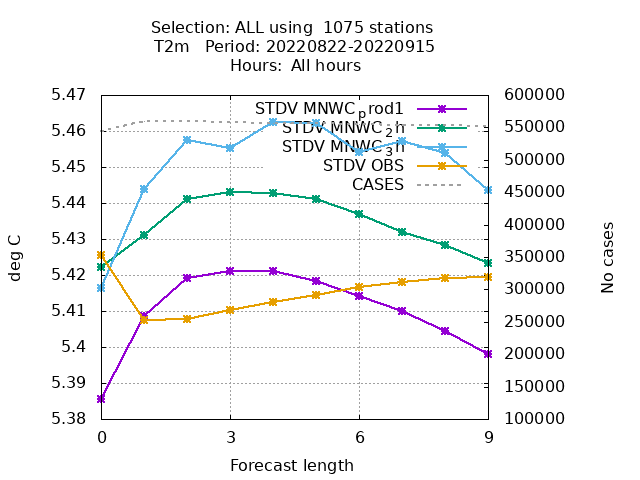 Selection: ALL using  1075 stations
T2m   Period: 20220822-20220915
Hours:  All hours
5.47
5.46
5.45
5.44
5.43
5.42
5.41
5.4
5.39
5.38
600000
550000
500000
450000
400000
350000
300000
250000
200000
150000
100000
STDV MNWCprod1
STDV MNWC2h
STDV MNWC3h
STDV OBS
CASES
deg C
No cases
0 3 6 9
Forecast length